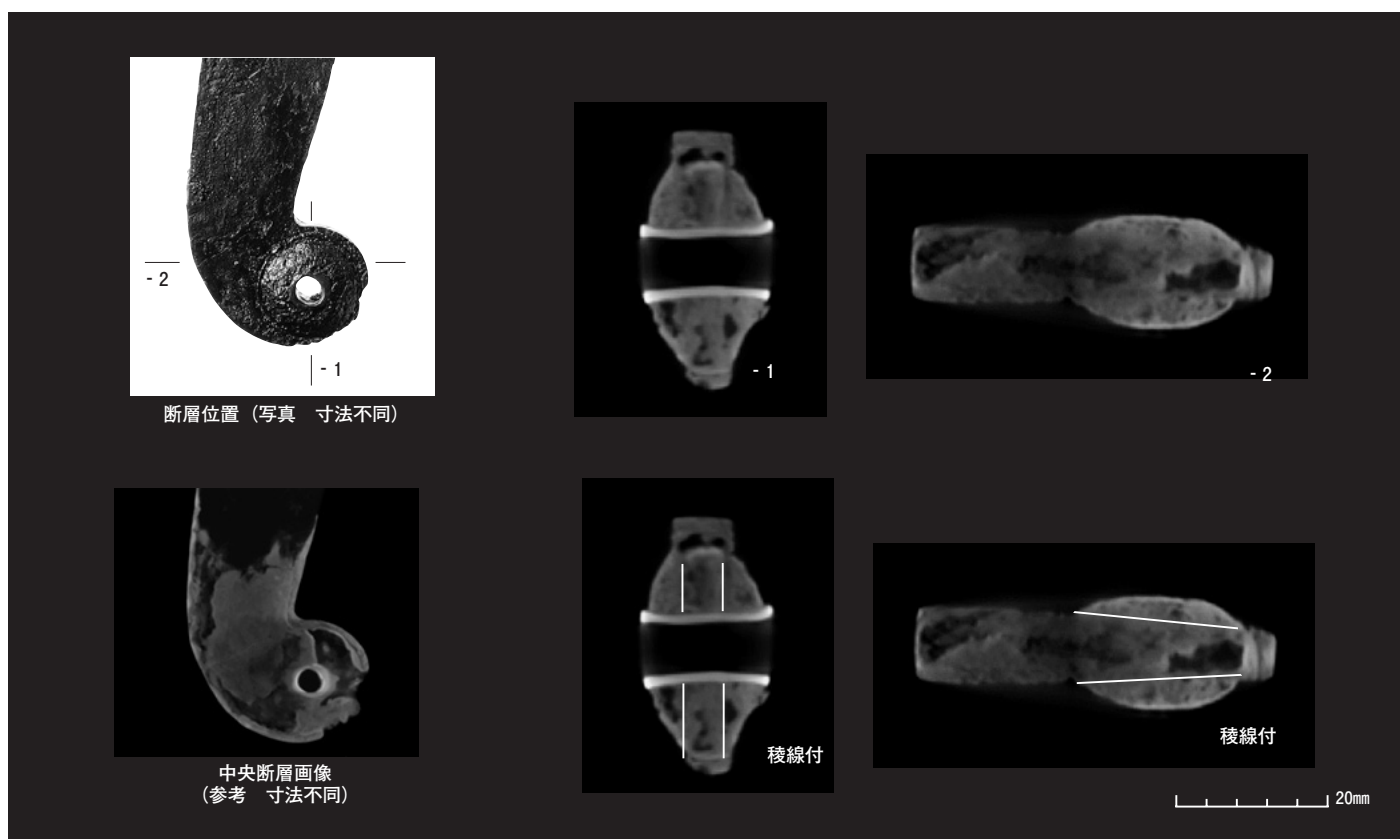 - 2
- 1
断層位置（写真　寸法不同）
- 1
- 2
中央断層画像
（参考　寸法不同）
稜線付
稜線付
20mm